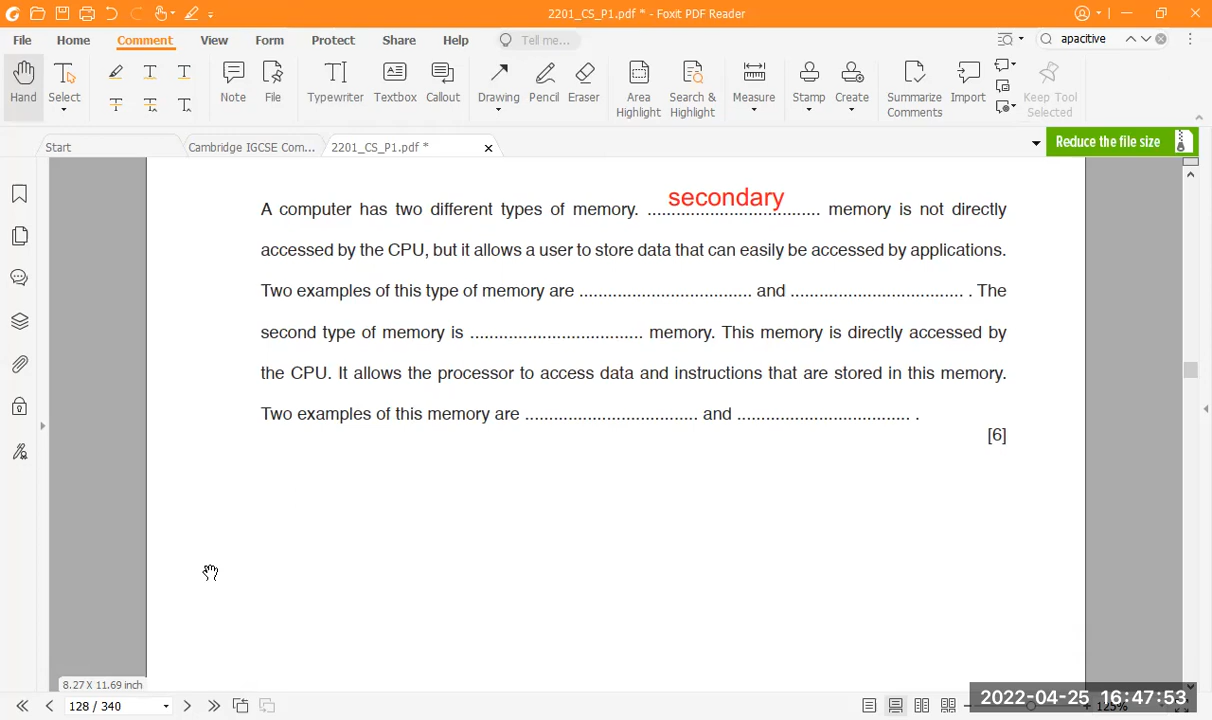 2201_CS_P1.pdf * - Foxit PDF Reader
File Home Comment View Form Protect Share Help Tell me... apacitive
Hand Select Note File Typewriter Textbox Callout Drawing Pencil Eraser Area Highlight Search & Highlight Measure Stamp Create Summarize Comments Import Keep Tool Selected
Start Cambridge IGCSE Com... 2201_CS_P1.pdf * Reduce the file size
secondary
A computer has two different types of memory. .................................... memory is not directly
accessed by the CPU, but it allows a user to store data that can easily be accessed by applications.
Two examples of this type of memory are .................................... and .................................... . The
second type of memory is .................................... memory. This memory is directly accessed by
the CPU. It allows the processor to access data and instructions that are stored in this memory.
Two examples of this memory are .................................... and .................................... .
[6]
8.27 X 11.69 inch
128 / 340 125%
2022-04-25 16:47:53